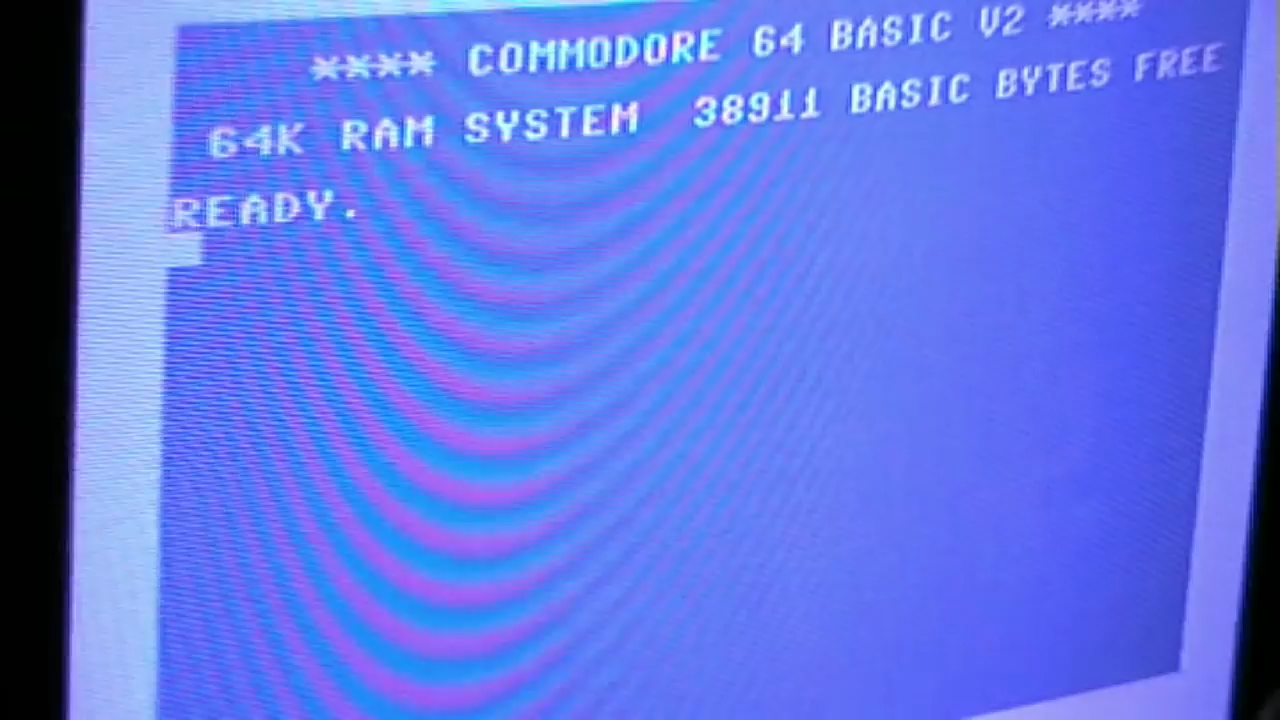 **** COMMODORE 64 BASIC V2 ****
64K RAM SYSTEM  38911 BASIC BYTES FREE
READY.